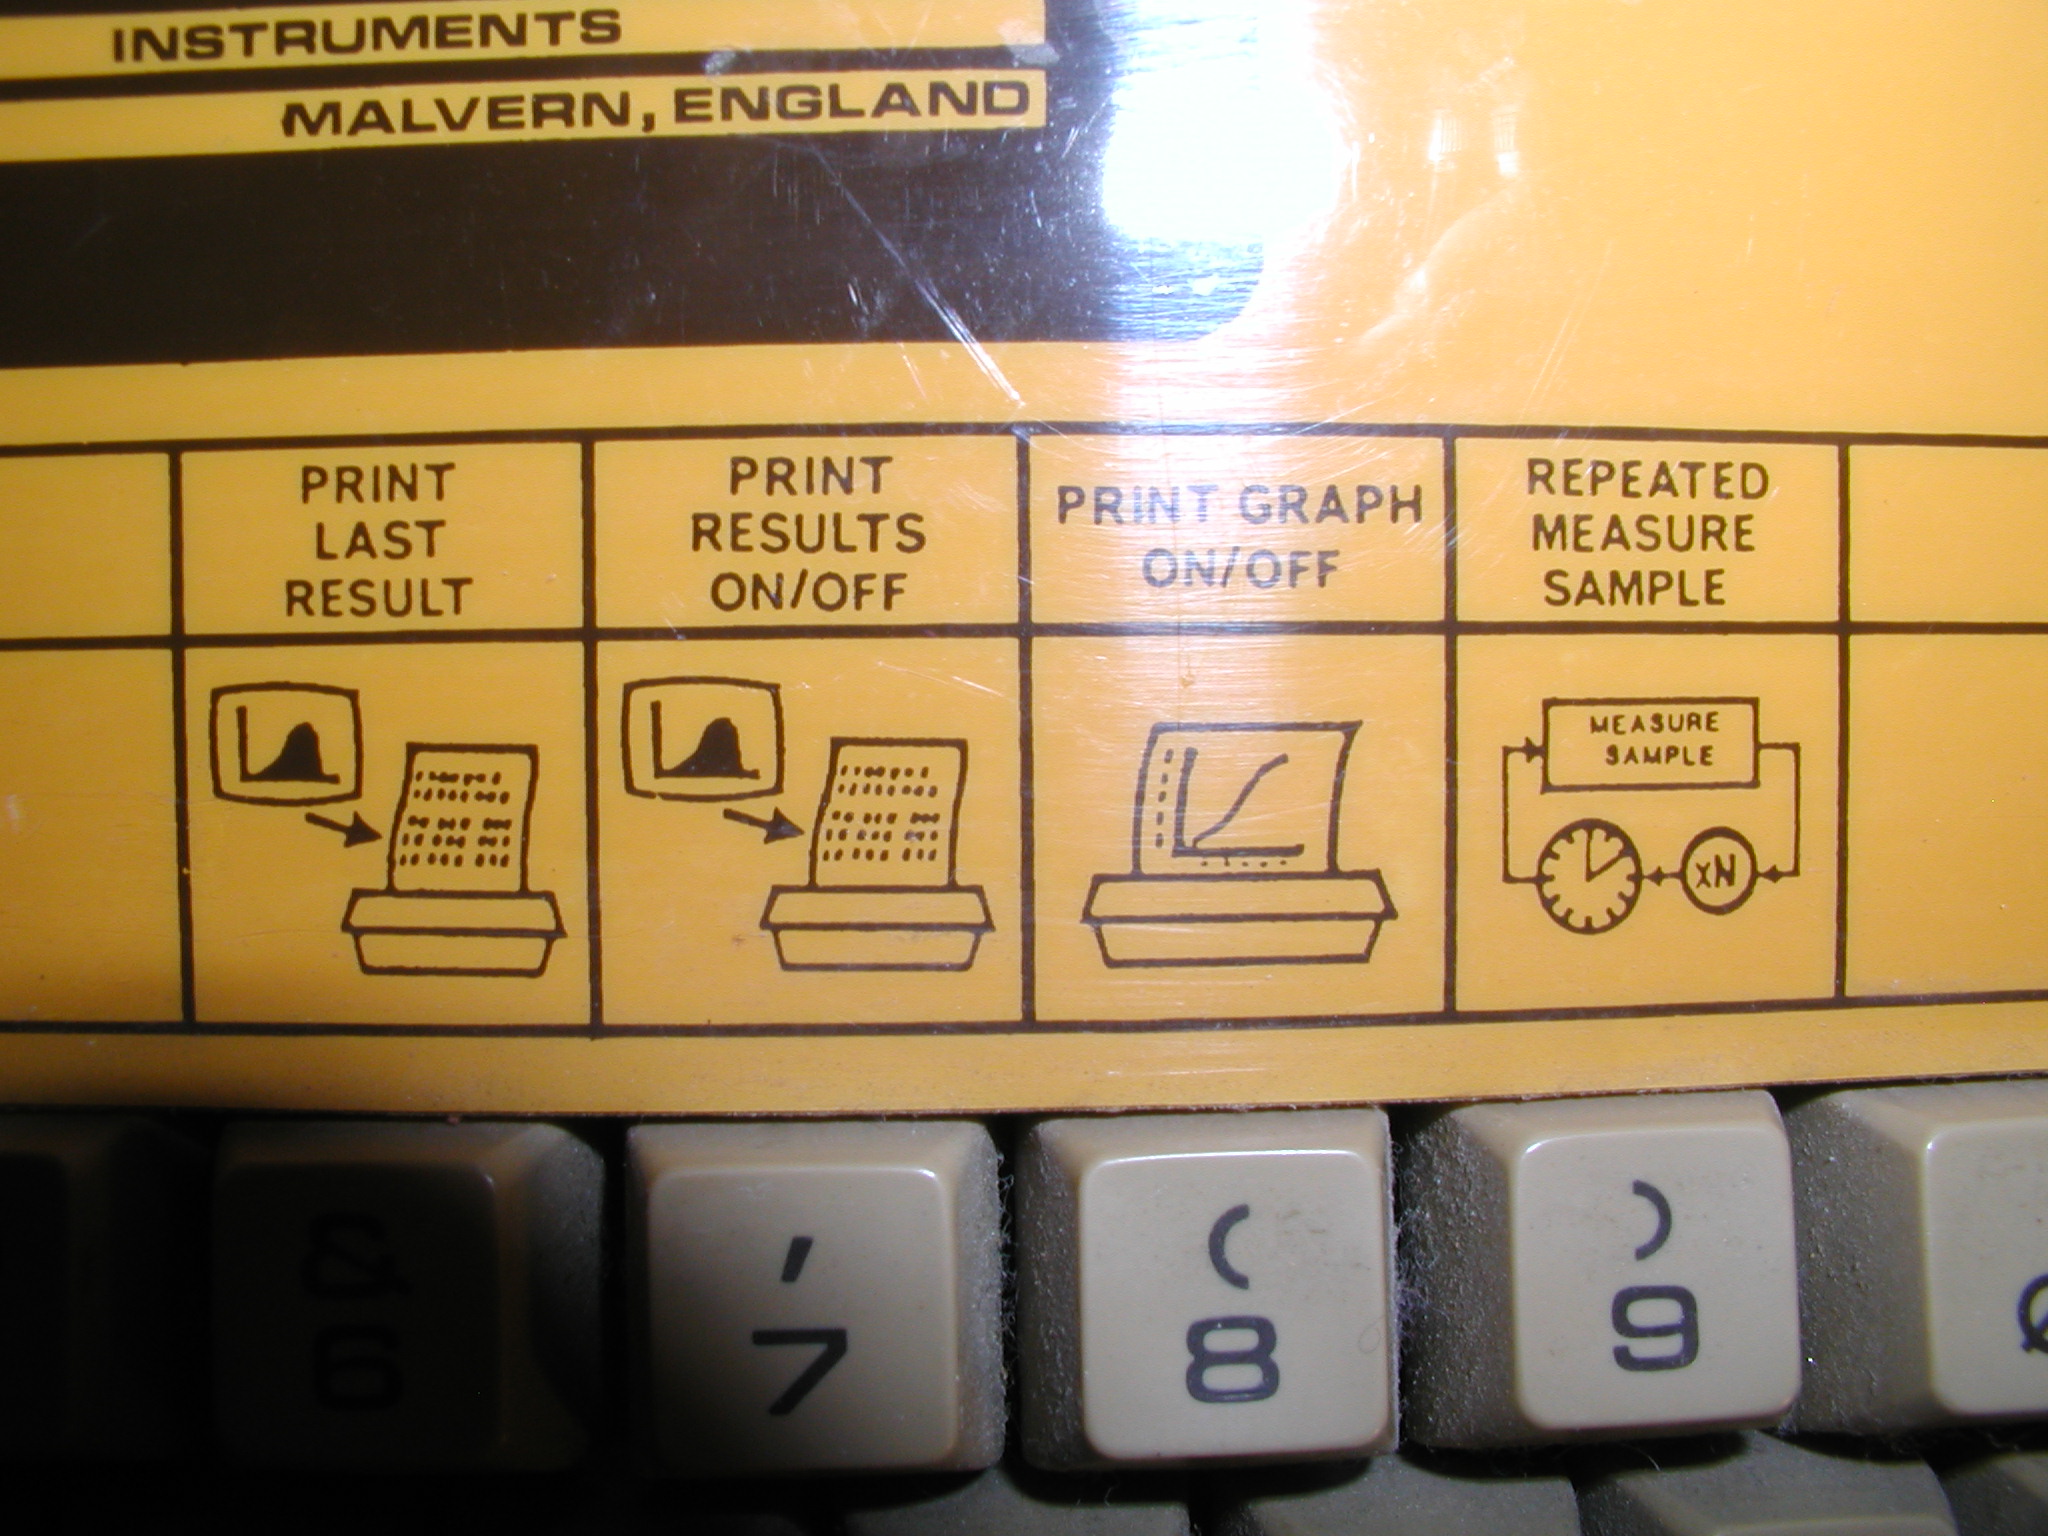 INSTRUMENTS
MALVERN, ENGLAND
PRINT
LAST
RESULT
PRINT
RESULTS
ON/OFF
PRINT GRAPH
ON/OFF
REPEATED
MEASURE
SAMPLE
MEASURE
SAMPLE
xN
&
6
'
7
(
8
)
9